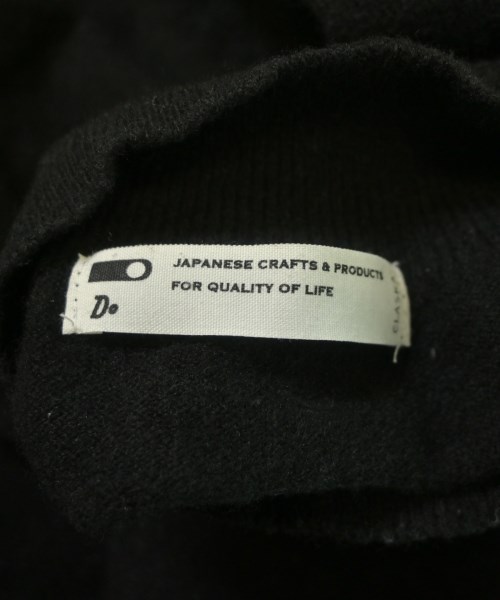 JAPANESE CRAFTS & PRODUCTS
FOR QUALITY OF LIFE
D.